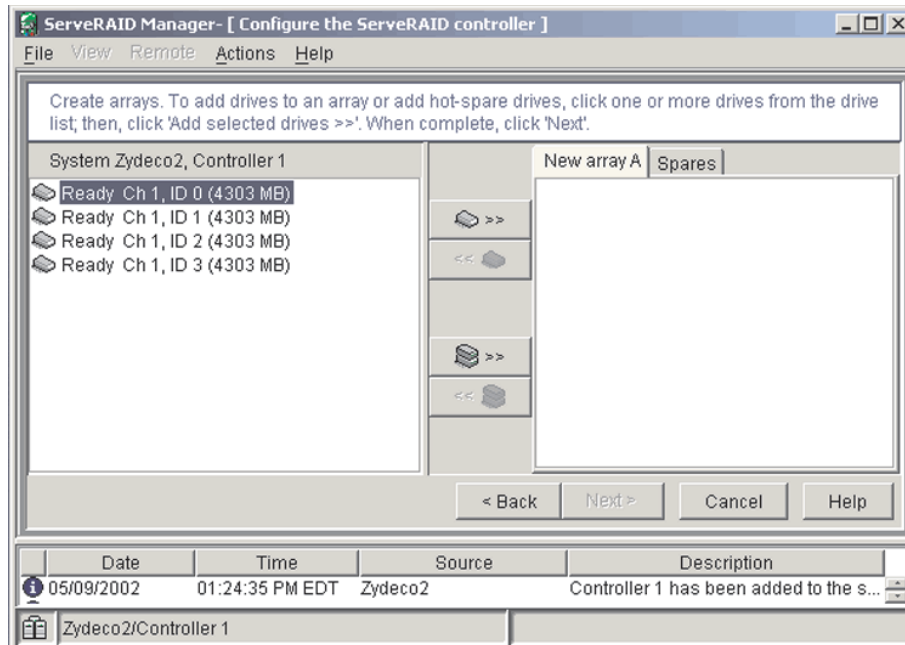 ServeRAID Manager- [ Configure the ServeRAID controller ]
File View Remote Actions Help
Create arrays. To add drives to an array or add hot-spare drives, click one or more drives from the drive
list; then, click 'Add selected drives >>'. When complete, click 'Next'.
System Zydeco2, Controller 1
Ready Ch 1, ID 0 (4303 MB)
Ready Ch 1, ID 1 (4303 MB)
Ready Ch 1, ID 2 (4303 MB)
Ready Ch 1, ID 3 (4303 MB)
>>
<<
>>
<<
New array A Spares
< Back Next > Cancel Help
Date Time Source Description
05/09/2002 01:24:35 PM EDT Zydeco2 Controller 1 has been added to the s...
Zydeco2/Controller 1